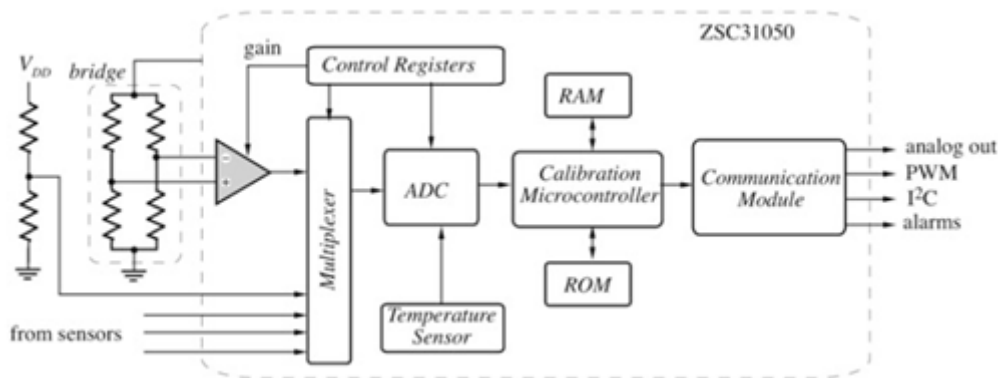 ZSC31050
gain
Control Registers
V_DD
bridge
RAM
−
+
Multiplexer
ADC
Calibration
Microcontroller
Communication
Module
analog out
PWM
I²C
alarms
ROM
Temperature
Sensor
from sensors